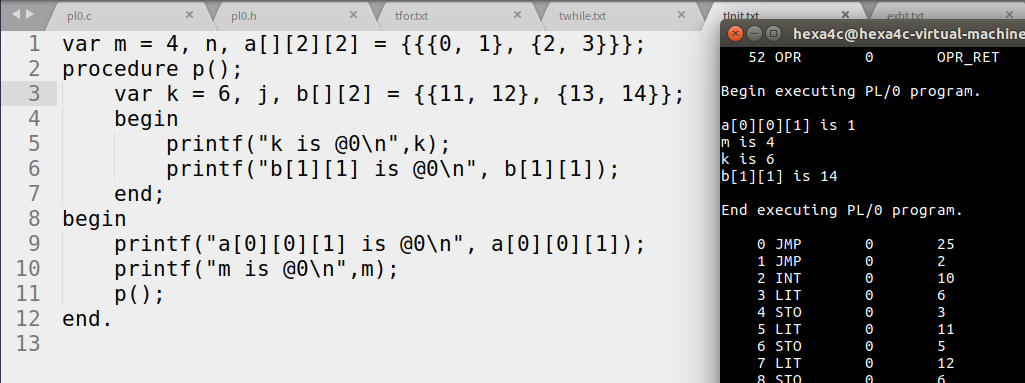 pl0.c × pl0.h × tfor.txt × twhile.txt × tInit.txt exht.txt
1 var m = 4, n, a[][2][2] = {{{0, 1}, {2, 3}}};
2 procedure p();
3 var k = 6, j, b[][2] = {{11, 12}, {13, 14}};
4 begin
5 printf("k is @0\n",k);
6 printf("b[1][1] is @0\n", b[1][1]);
7 end;
8 begin
9 printf("a[0][0][1] is @0\n", a[0][0][1]);
10 printf("m is @0\n",m);
11 p();
12 end.
13
hexa4c@hexa4c-virtual-machine
52 OPR 0 OPR_RET
Begin executing PL/0 program.
a[0][0][1] is 1
m is 4
k is 6
b[1][1] is 14
End executing PL/0 program.
0 JMP 0 25
1 JMP 0 2
2 INT 0 10
3 LIT 0 6
4 STO 0 3
5 LIT 0 11
6 STO 0 5
7 LIT 0 12
8 STO 0 6